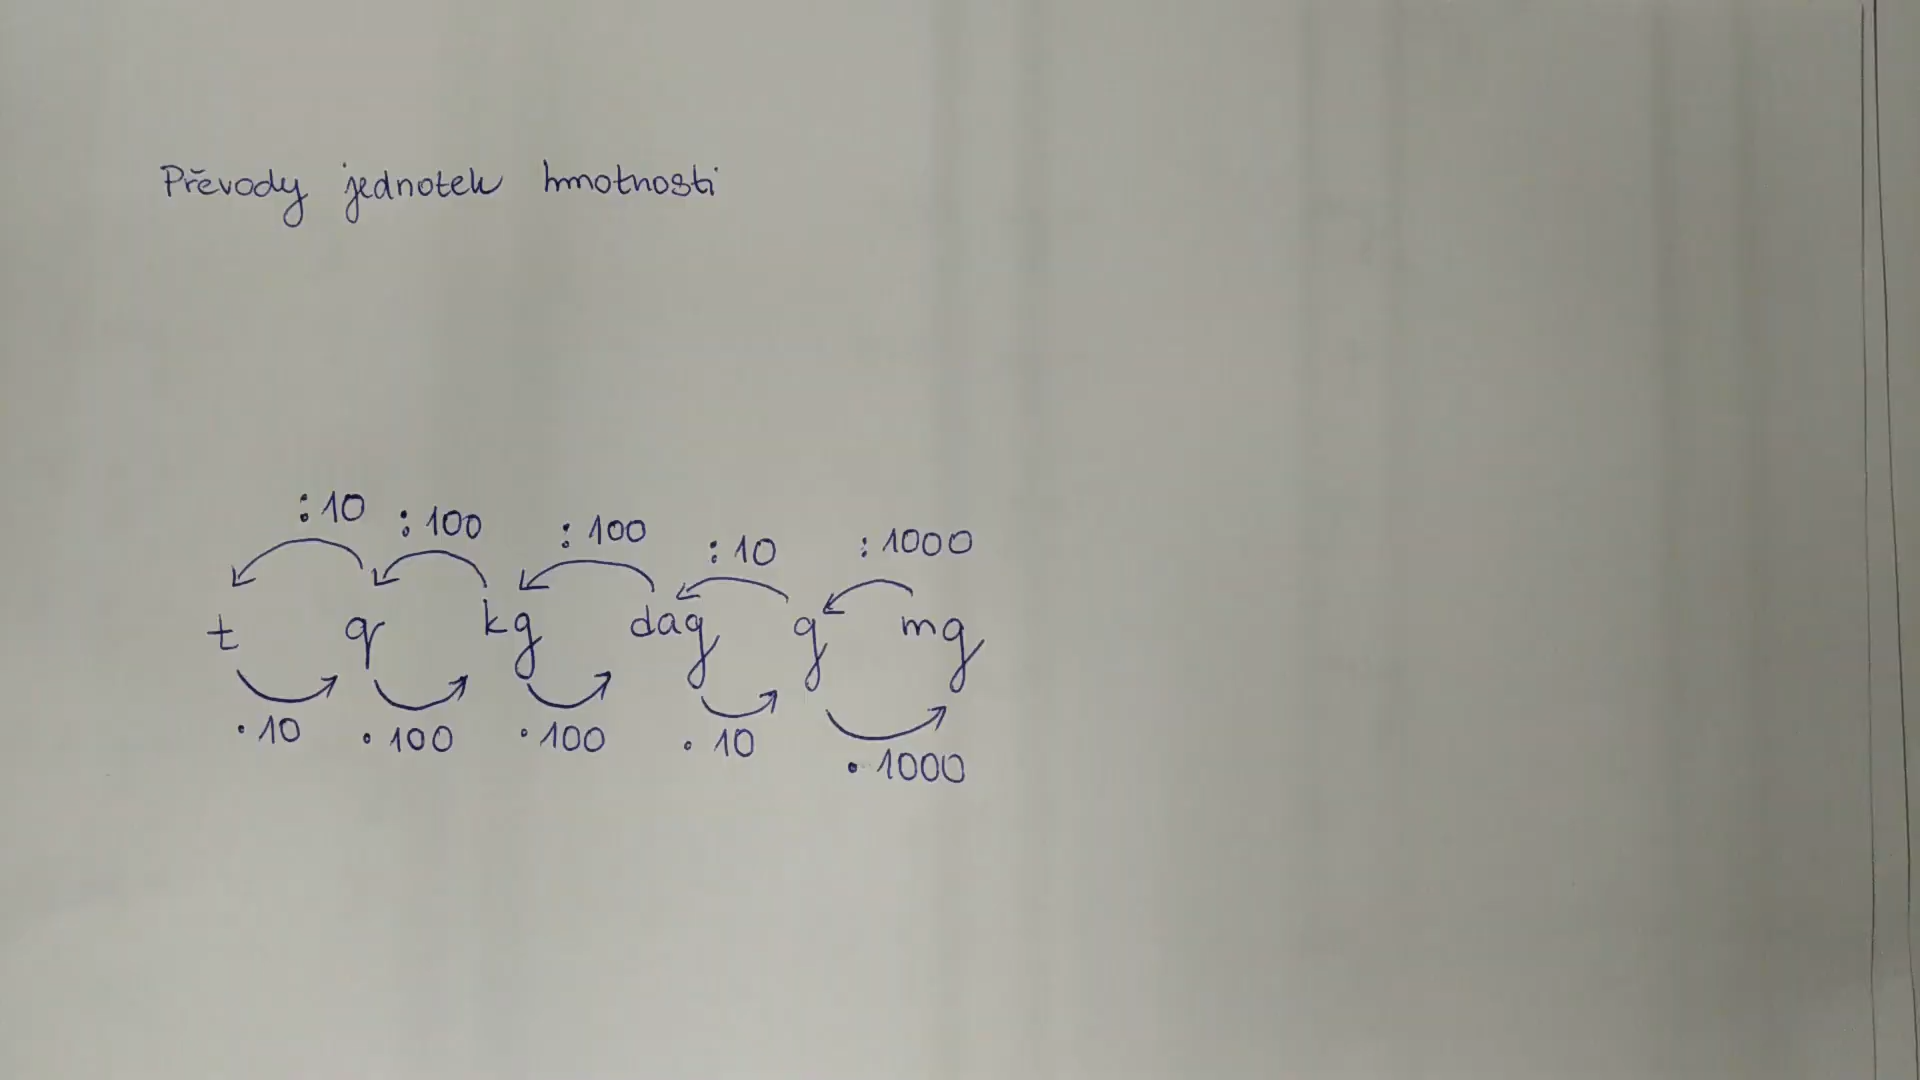 Převody jednotek hmotnosti
:10 :100 :100 :10 :1000
t q kg dag g mg
·10 ·100 ·100 ·10 ·1000